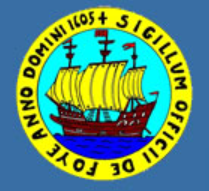 + SIGILLUM OFFICII DE FOYE ANNO DOMINI 1605